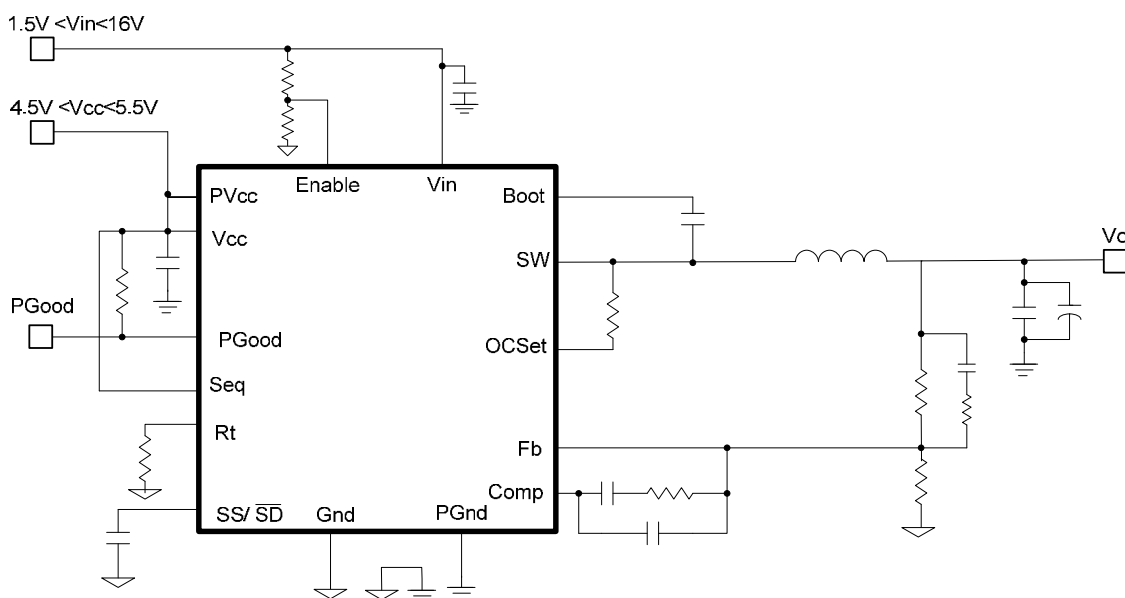 1.5V <Vin<16V
4.5V <Vcc<5.5V
Enable
Vin
PVcc
Boot
Vcc
SW
Vo
PGood
PGood
OCSet
Seq
Rt
Fb
Comp
SS/ SD
Gnd
PGnd